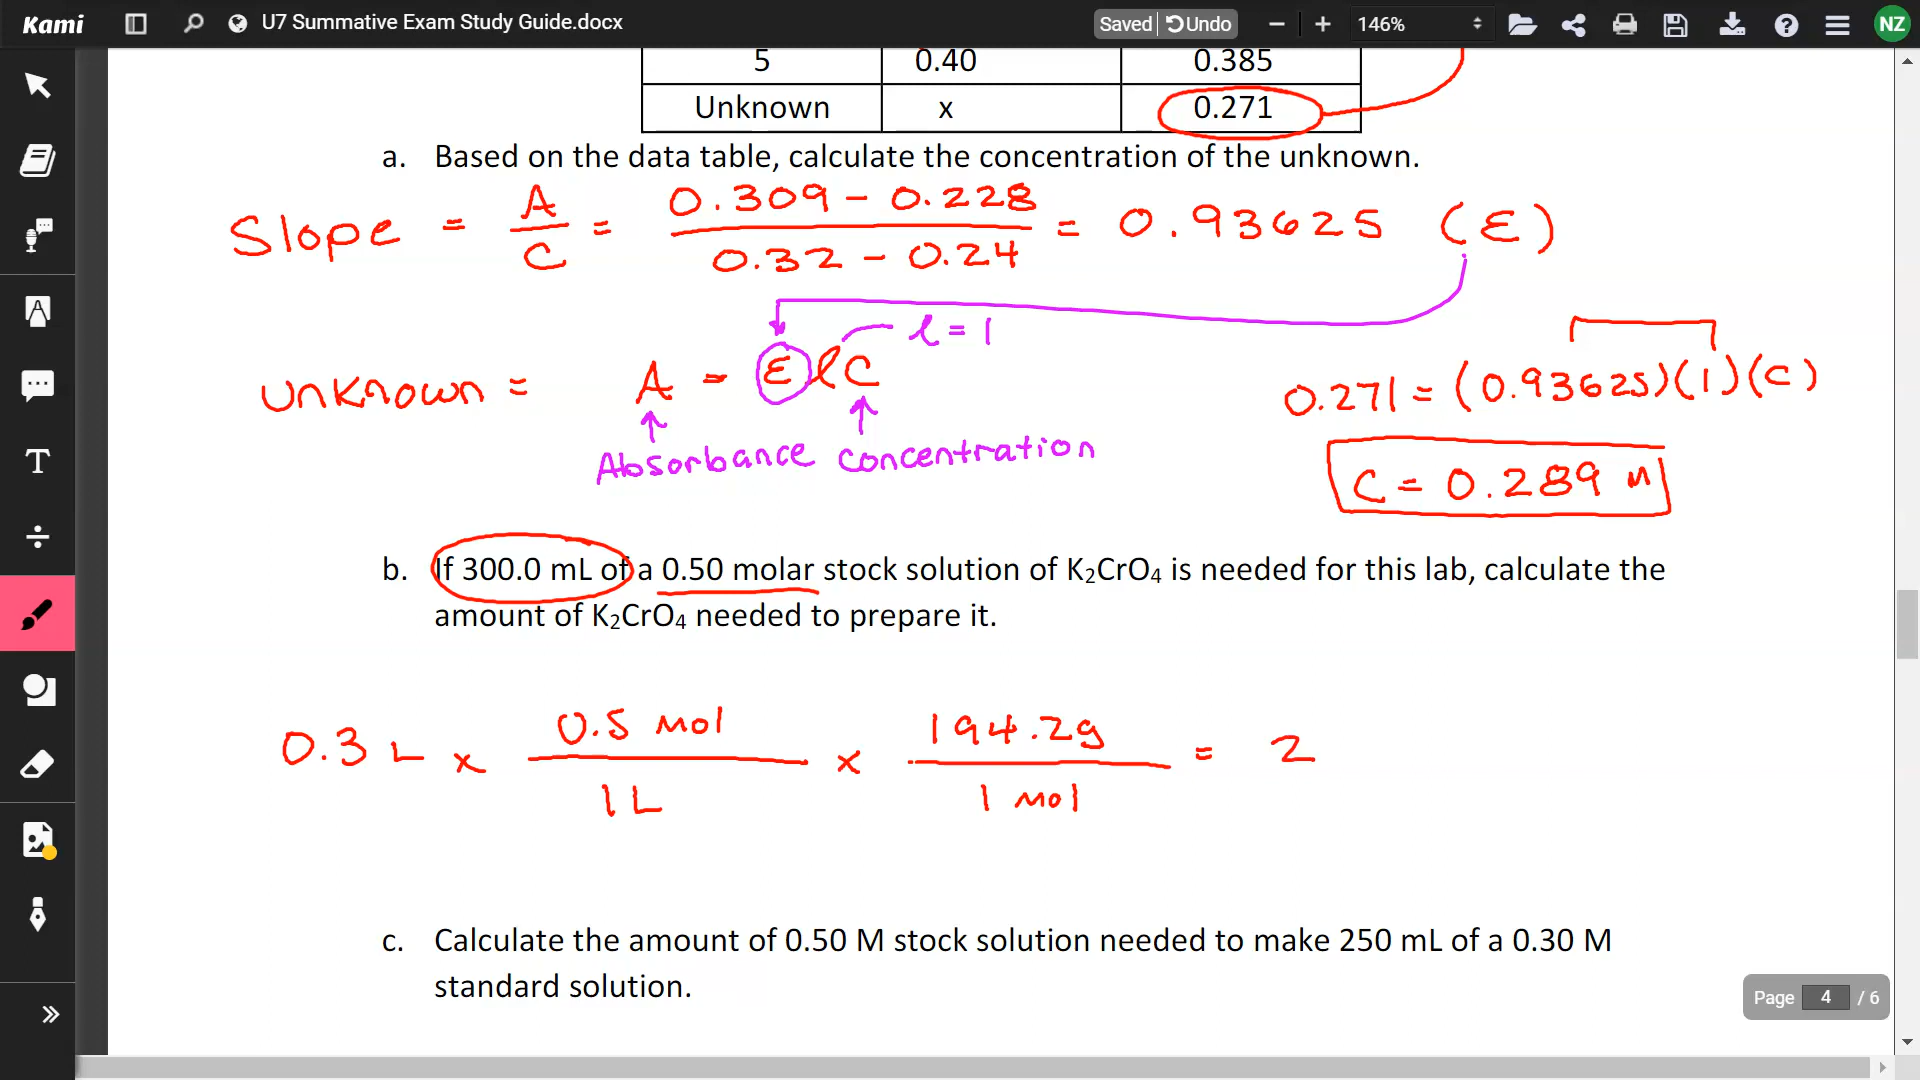 Kami U7 Summative Exam Study Guide.docx Saved Undo 146% NZ
5 0.40 0.385
Unknown x 0.271
a. Based on the data table, calculate the concentration of the unknown.
Slope = A/C = 0.309 - 0.228 / 0.32 - 0.24 = 0.93625 (ε)
l = 1
Unknown = A = εlC
0.271 = (0.93625)(1)(C)
Absorbance concentration
C = 0.289 M
b. If 300.0 mL of a 0.50 molar stock solution of K₂CrO₄ is needed for this lab, calculate the
amount of K₂CrO₄ needed to prepare it.
0.3 L x 0.5 mol / 1 L x 194.2g / 1 mol = 2
c. Calculate the amount of 0.50 M stock solution needed to make 250 mL of a 0.30 M
standard solution.
Page 4 / 6